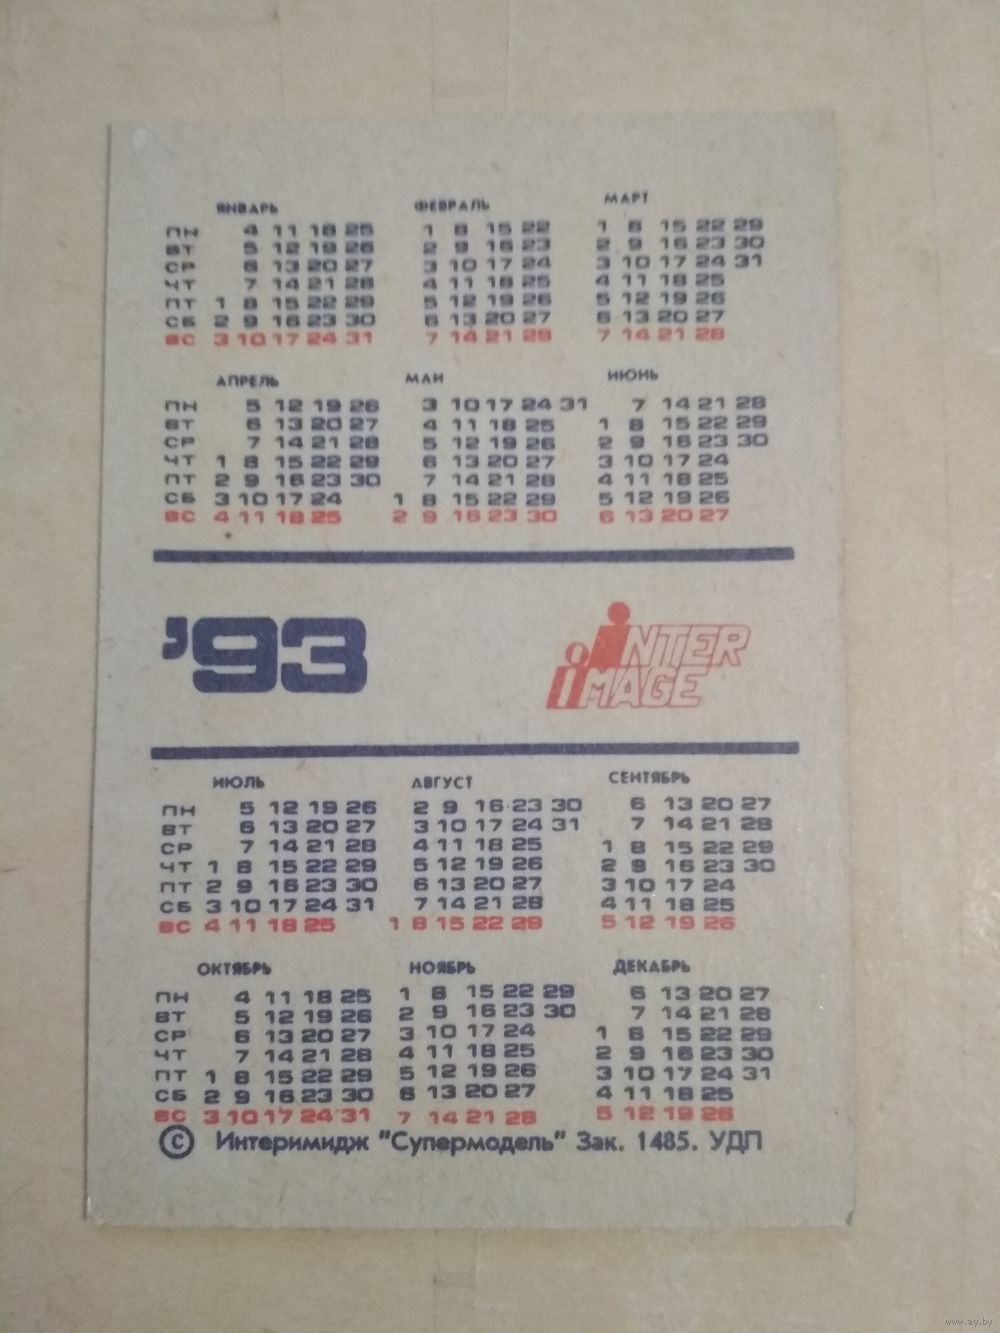 ЯНВАРЬ ФЕВРАЛЬ МАРТ
ПН 4 11 18 25 1 8 15 22 1 8 15 22 29
ВТ 5 12 19 26 2 9 16 23 2 9 16 23 30
СР 6 13 20 27 3 10 17 24 3 10 17 24 31
ЧТ 7 14 21 28 4 11 18 25 4 11 18 25
ПТ 1 8 15 22 29 5 12 19 26 5 12 19 26
СБ 2 9 16 23 30 6 13 20 27 6 13 20 27
ВС 3 10 17 24 31 7 14 21 28 7 14 21 28
АПРЕЛЬ МАИ ИЮНЬ
ПН 5 12 19 26 3 10 17 24 31 7 14 21 28
ВТ 6 13 20 27 4 11 18 25 1 8 15 22 29
СР 7 14 21 28 5 12 19 26 2 9 16 23 30
ЧТ 1 8 15 22 29 6 13 20 27 3 10 17 24
ПТ 2 9 16 23 30 7 14 21 28 4 11 18 25
СБ 3 10 17 24 1 8 15 22 29 5 12 19 26
ВС 4 11 18 25 2 9 16 23 30 6 13 20 27
'93 INTER
IMAGE
ИЮЛЬ АВГУСТ СЕНТЯБРЬ
ПН 5 12 19 26 2 9 16 23 30 6 13 20 27
ВТ 6 13 20 27 3 10 17 24 31 7 14 21 28
СР 7 14 21 28 4 11 18 25 1 8 15 22 29
ЧТ 1 8 15 22 29 5 12 19 26 2 9 16 23 30
ПТ 2 9 16 23 30 6 13 20 27 3 10 17 24
СБ 3 10 17 24 31 7 14 21 28 4 11 18 25
ВС 4 11 18 25 1 8 15 22 29 5 12 19 26
ОКТЯБРЬ НОЯБРЬ ДЕКАБРЬ
ПН 4 11 18 25 1 8 15 22 29 6 13 20 27
ВТ 5 12 19 26 2 9 16 23 30 7 14 21 28
СР 6 13 20 27 3 10 17 24 1 8 15 22 29
ЧТ 7 14 21 28 4 11 18 25 2 9 16 23 30
ПТ 1 8 15 22 29 5 12 19 26 3 10 17 24 31
СБ 2 9 16 23 30 6 13 20 27 4 11 18 25
ВС 3 10 17 24 31 7 14 21 28 5 12 19 26
© Интеримидж "Супермодель" Зак. 1485. УДП
www.ay.by